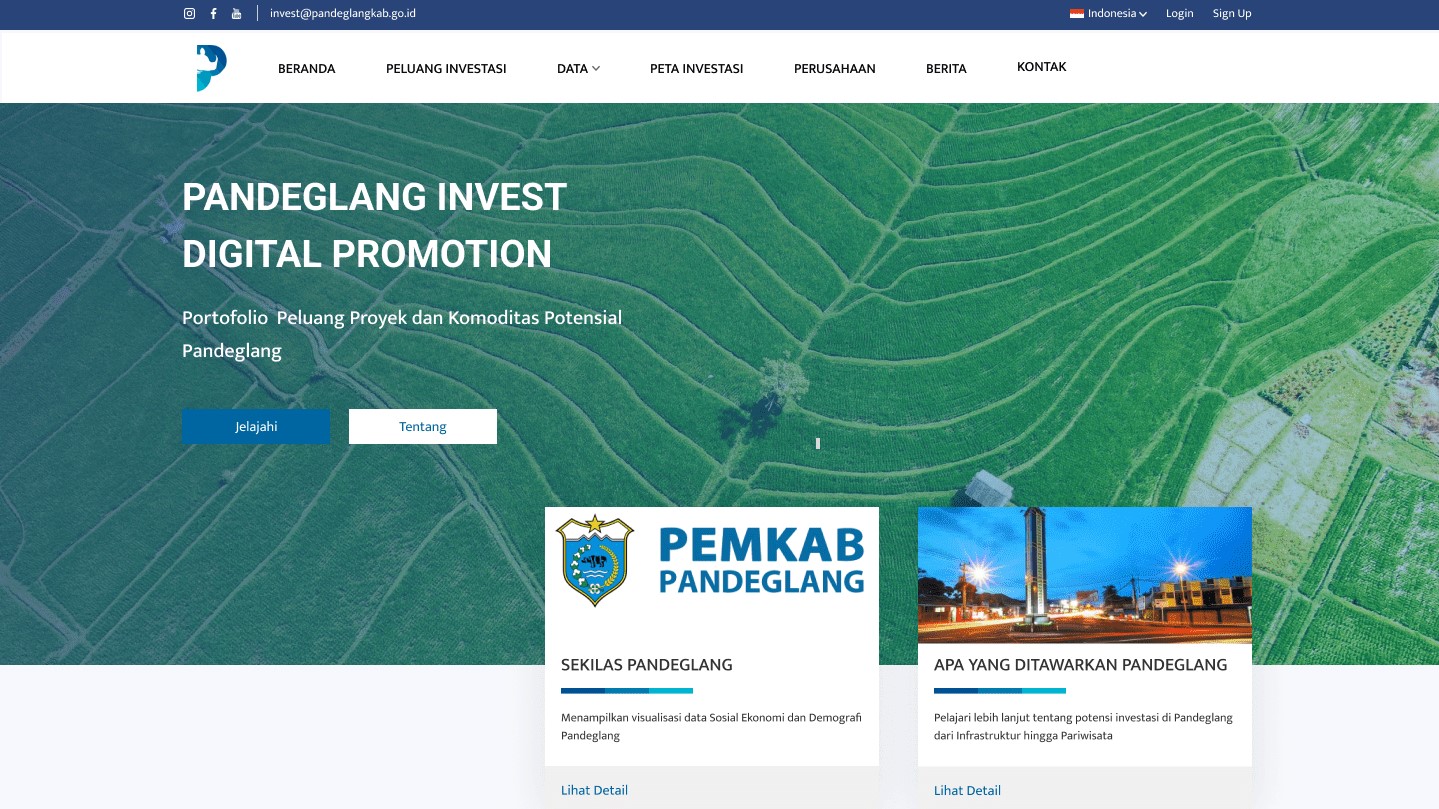 invest@pandeglangkab.go.id
Indonesia
Login
Sign Up
BERANDA
PELUANG INVESTASI
DATA
PETA INVESTASI
PERUSAHAAN
BERITA
KONTAK
PANDEGLANG INVEST
DIGITAL PROMOTION
Portofolio Peluang Proyek dan Komoditas Potensial
Pandeglang
Jelajahi
Tentang
PEMKAB
PANDEGLANG
SEKILAS PANDEGLANG
Menampilkan visualisasi data Sosial Ekonomi dan Demografi
Pandeglang
Lihat Detail
APA YANG DITAWARKAN PANDEGLANG
Pelajari lebih lanjut tentang potensi investasi di Pandeglang
dari Infrastruktur hingga Pariwisata
Lihat Detail